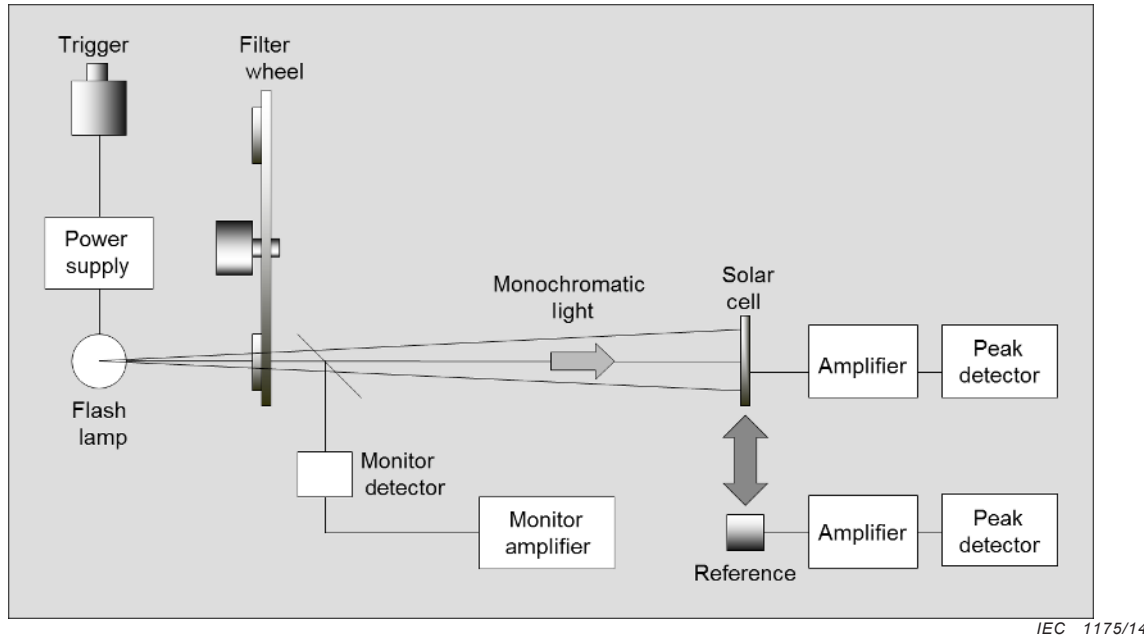 Trigger
Filter
wheel
Power
supply
Flash
lamp
Monochromatic
light
Solar
cell
Amplifier
Peak
detector
Monitor
detector
Monitor
amplifier
Reference
Amplifier
Peak
detector
IEC 1175/14